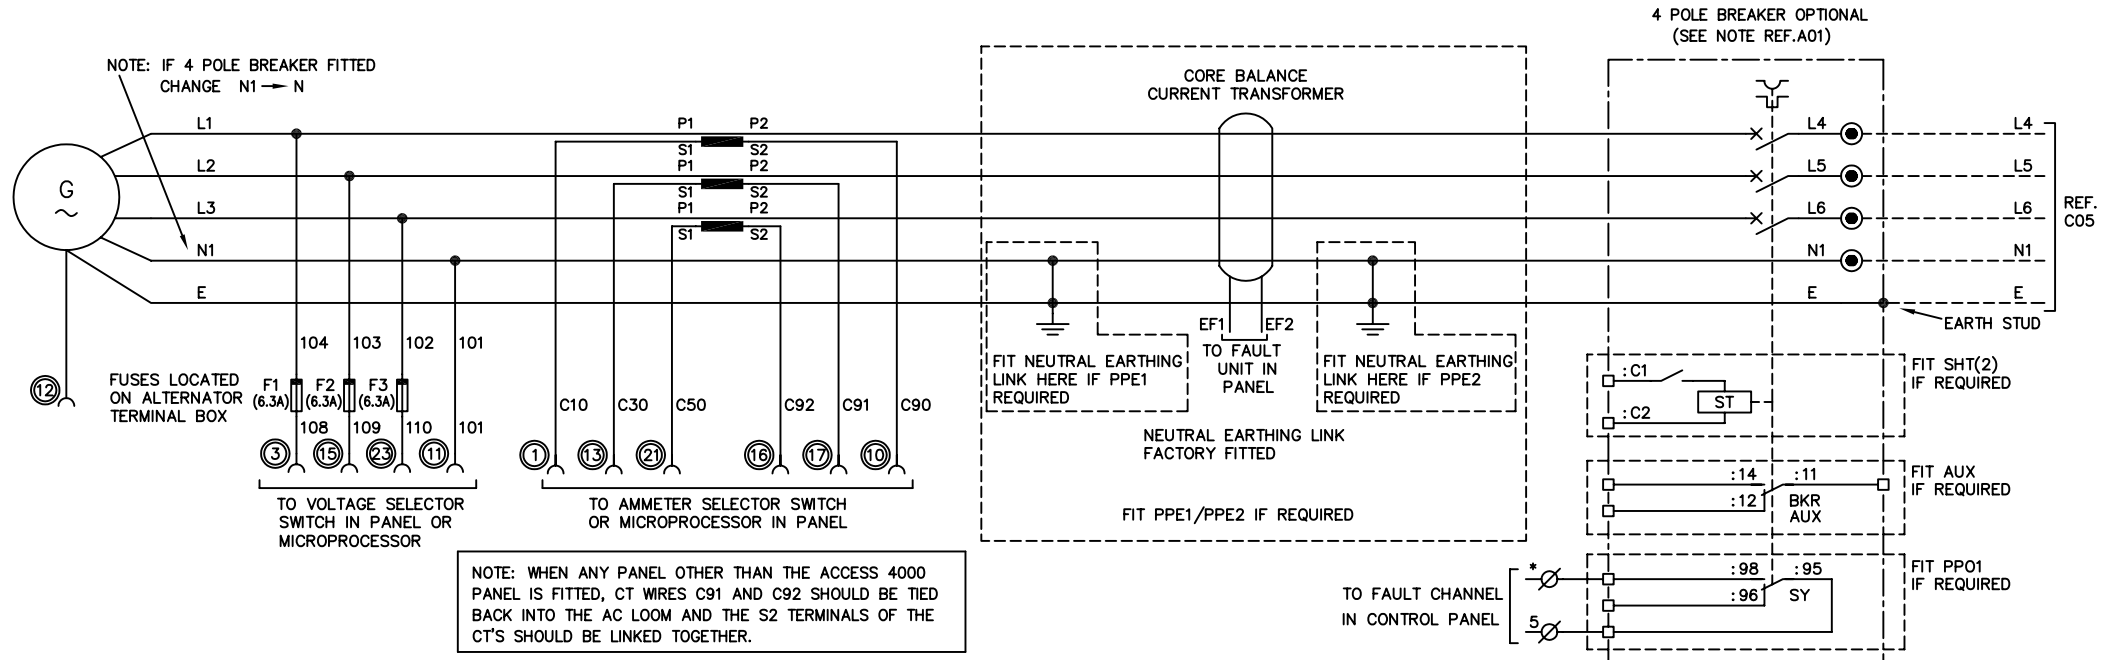 4 POLE BREAKER OPTIONAL
(SEE NOTE REF.A01)
NOTE: IF 4 POLE BREAKER FITTED
CHANGE N1 → N
CORE BALANCE
CURRENT TRANSFORMER
G
L1
L2
L3
N1
E
P1 P2
S1 S2
P1 P2
S1 S2
P1 P2
S1 S2
L4 L4
L5 L5
L6 L6
N1 N1
E E
REF.
C05
EARTH STUD
12
FUSES LOCATED
ON ALTERNATOR
TERMINAL BOX
104 103 102 101
F1 F2 F3
(6.3A) (6.3A) (6.3A)
108 109 110 101
3 15 23 11
TO VOLTAGE SELECTOR
SWITCH IN PANEL OR
MICROPROCESSOR
C10 C30 C50 C92 C91 C90
1 13 21 16 17 10
TO AMMETER SELECTOR SWITCH
OR MICROPROCESSOR IN PANEL
NOTE: WHEN ANY PANEL OTHER THAN THE ACCESS 4000
PANEL IS FITTED, CT WIRES C91 AND C92 SHOULD BE TIED
BACK INTO THE AC LOOM AND THE S2 TERMINALS OF THE
CT'S SHOULD BE LINKED TOGETHER.
FIT NEUTRAL EARTHING
LINK HERE IF PPE1
REQUIRED
EF1 EF2
TO FAULT
UNIT IN
PANEL
FIT NEUTRAL EARTHING
LINK HERE IF PPE2
REQUIRED
NEUTRAL EARTHING LINK
FACTORY FITTED
FIT PPE1/PPE2 IF REQUIRED
:C1
ST
:C2
FIT SHT(2)
IF REQUIRED
:14 :11
:12 BKR
AUX
FIT AUX
IF REQUIRED
:98 :95
:96 SY
FIT PPO1
IF REQUIRED
*
5
TO FAULT CHANNEL
IN CONTROL PANEL